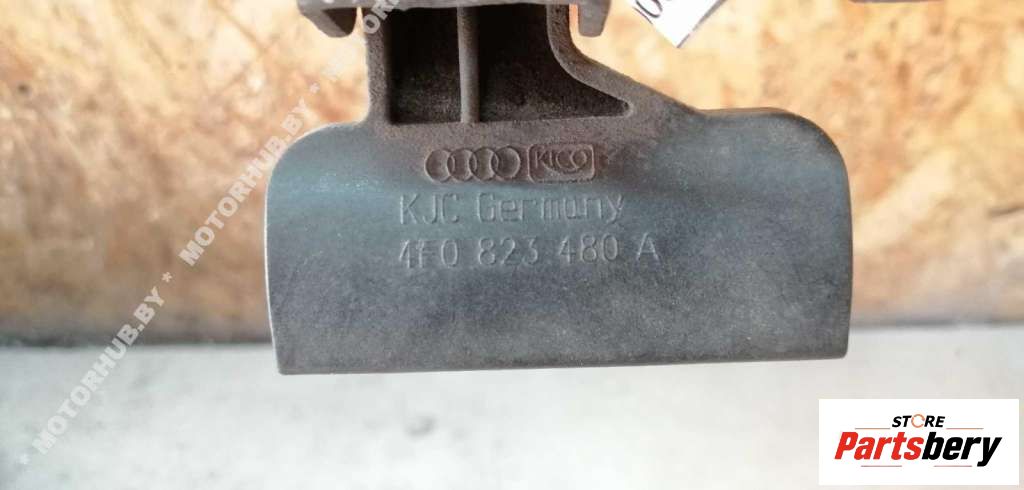 KICO
KJC Germany
4F0 823 480 A
* MOTORHUB.BY * MOTORHUB.BY *
STORE
Partsbery